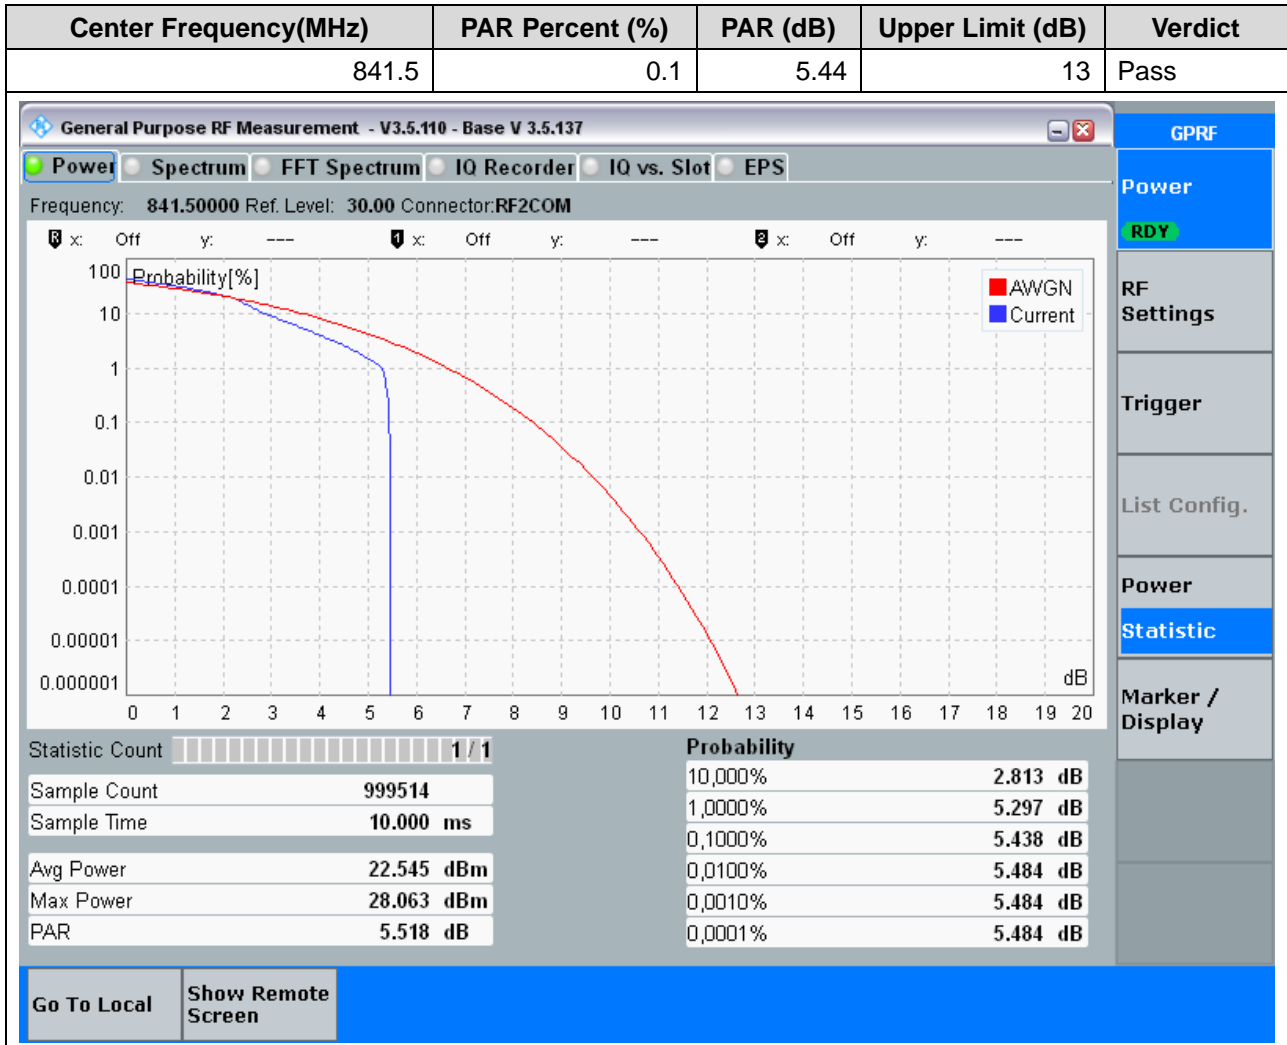 Center Frequency(MHz) PAR Percent (%) PAR (dB) Upper Limit (dB) Verdict
841.5 0.1 5.44 13 Pass
General Purpose RF Measurement - V3.5.110 - Base V 3.5.137
GPRF
Power Spectrum FFT Spectrum IQ Recorder IQ vs. Slot EPS
Power
RDY
Frequency: 841.50000 Ref. Level: 30.00 Connector:RF2COM
R x: Off y: --- 1 x: Off y: --- 2 x: Off y: ---
Probability[%]
AWGN
Current
100
10
1
0.1
0.01
0.001
0.0001
0.00001
0.000001
dB
0 1 2 3 4 5 6 7 8 9 10 11 12 13 14 15 16 17 18 19 20
RF
Settings
Trigger
List Config.
Power
Statistic
Marker /
Display
Statistic Count 1 / 1
Sample Count 999514
Sample Time 10.000 ms
Avg Power 22.545 dBm
Max Power 28.063 dBm
PAR 5.518 dB
Probability
10,000% 2.813 dB
1,0000% 5.297 dB
0,1000% 5.438 dB
0,0100% 5.484 dB
0,0010% 5.484 dB
0,0001% 5.484 dB
Go To Local
Show Remote
Screen